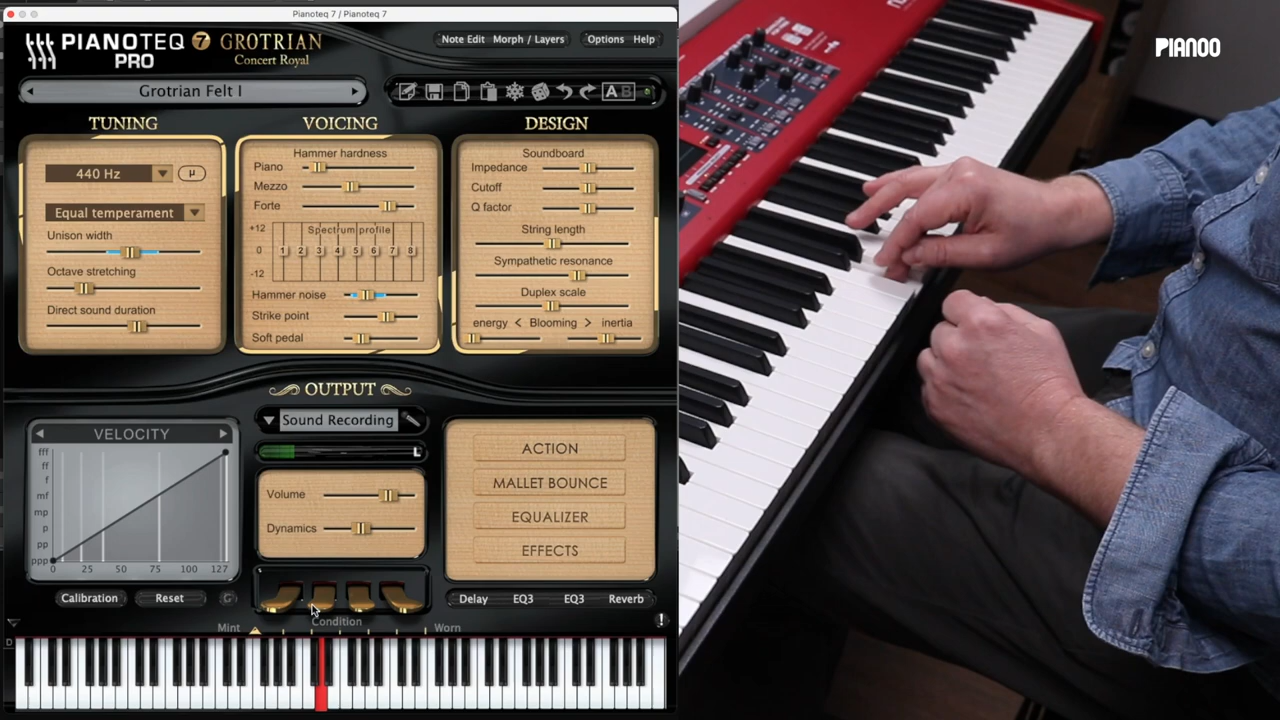 Pianoteq 7 / Pianoteq 7
PIANOTEQ 7 GROTRIAN
PRO Concert Royal
Note Edit Morph / Layers
Options Help
Grotrian Felt I
A B
TUNING
440 Hz
μ
Equal temperament
Unison width
Octave stretching
Direct sound duration
VOICING
Hammer hardness
Piano
Mezzo
Forte
Spectrum profile
+12
0
-12
1 2 3 4 5 6 7 8
Hammer noise
Strike point
Soft pedal
DESIGN
Soundboard
Impedance
Cutoff
Q factor
String length
Sympathetic resonance
Duplex scale
energy < Blooming > inertia
OUTPUT
VELOCITY
fff
ff
f
mf
mp
p
pp
ppp
0 25 50 75 100 127
Calibration Reset G
Sound Recording
L
Volume
Dynamics
ACTION
MALLET BOUNCE
EQUALIZER
EFFECTS
Delay EQ3 EQ3 Reverb
Mint Condition Worn
!
D
PIANOO